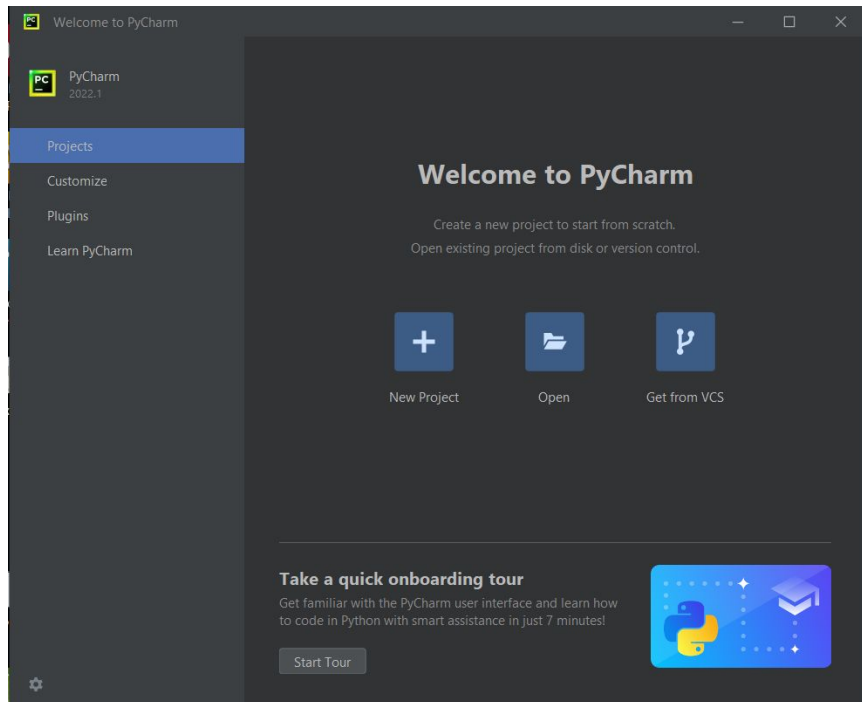 Welcome to PyCharm
PC
PyCharm
2022.1
Projects
Customize
Plugins
Learn PyCharm
Welcome to PyCharm
Create a new project to start from scratch.
Open existing project from disk or version control.
New Project
Open
Get from VCS
Take a quick onboarding tour
Get familiar with the PyCharm user interface and learn how
to code in Python with smart assistance in just 7 minutes!
Start Tour